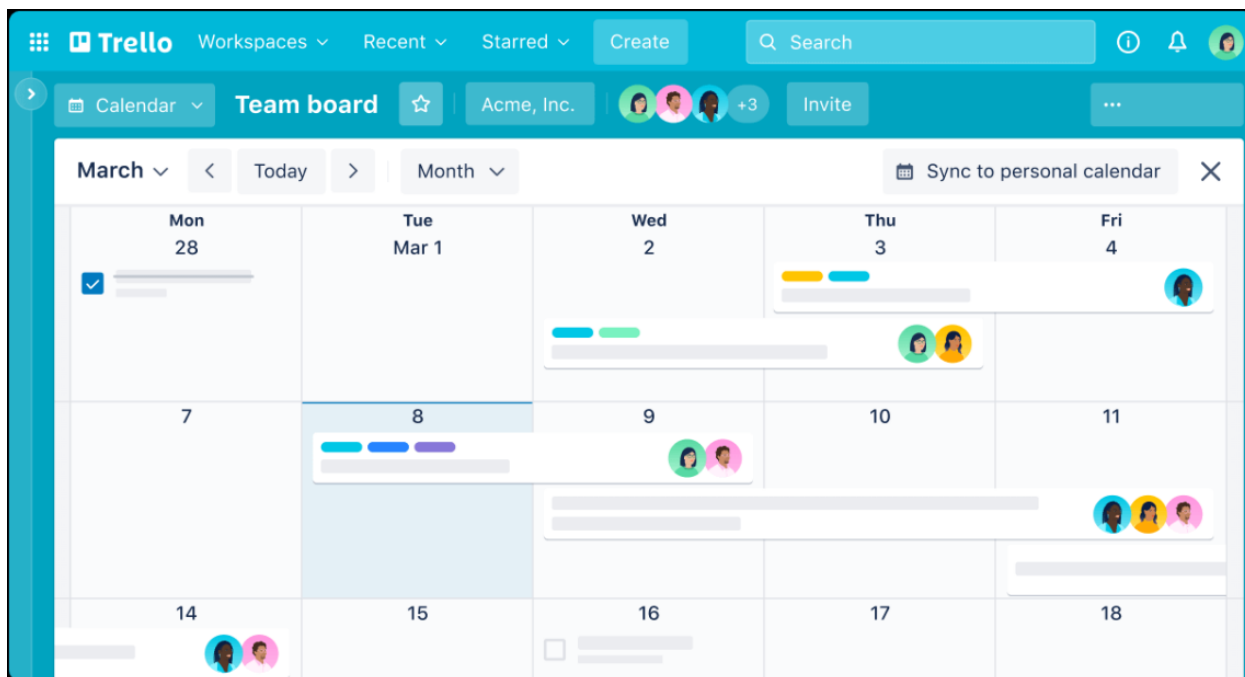 Trello Workspaces Recent Starred Create Search
Calendar Team board Acme, Inc. +3 Invite ...
March Today Month Sync to personal calendar
Mon Tue Wed Thu Fri
28 Mar 1 2 3 4
7 8 9 10 11
14 15 16 17 18